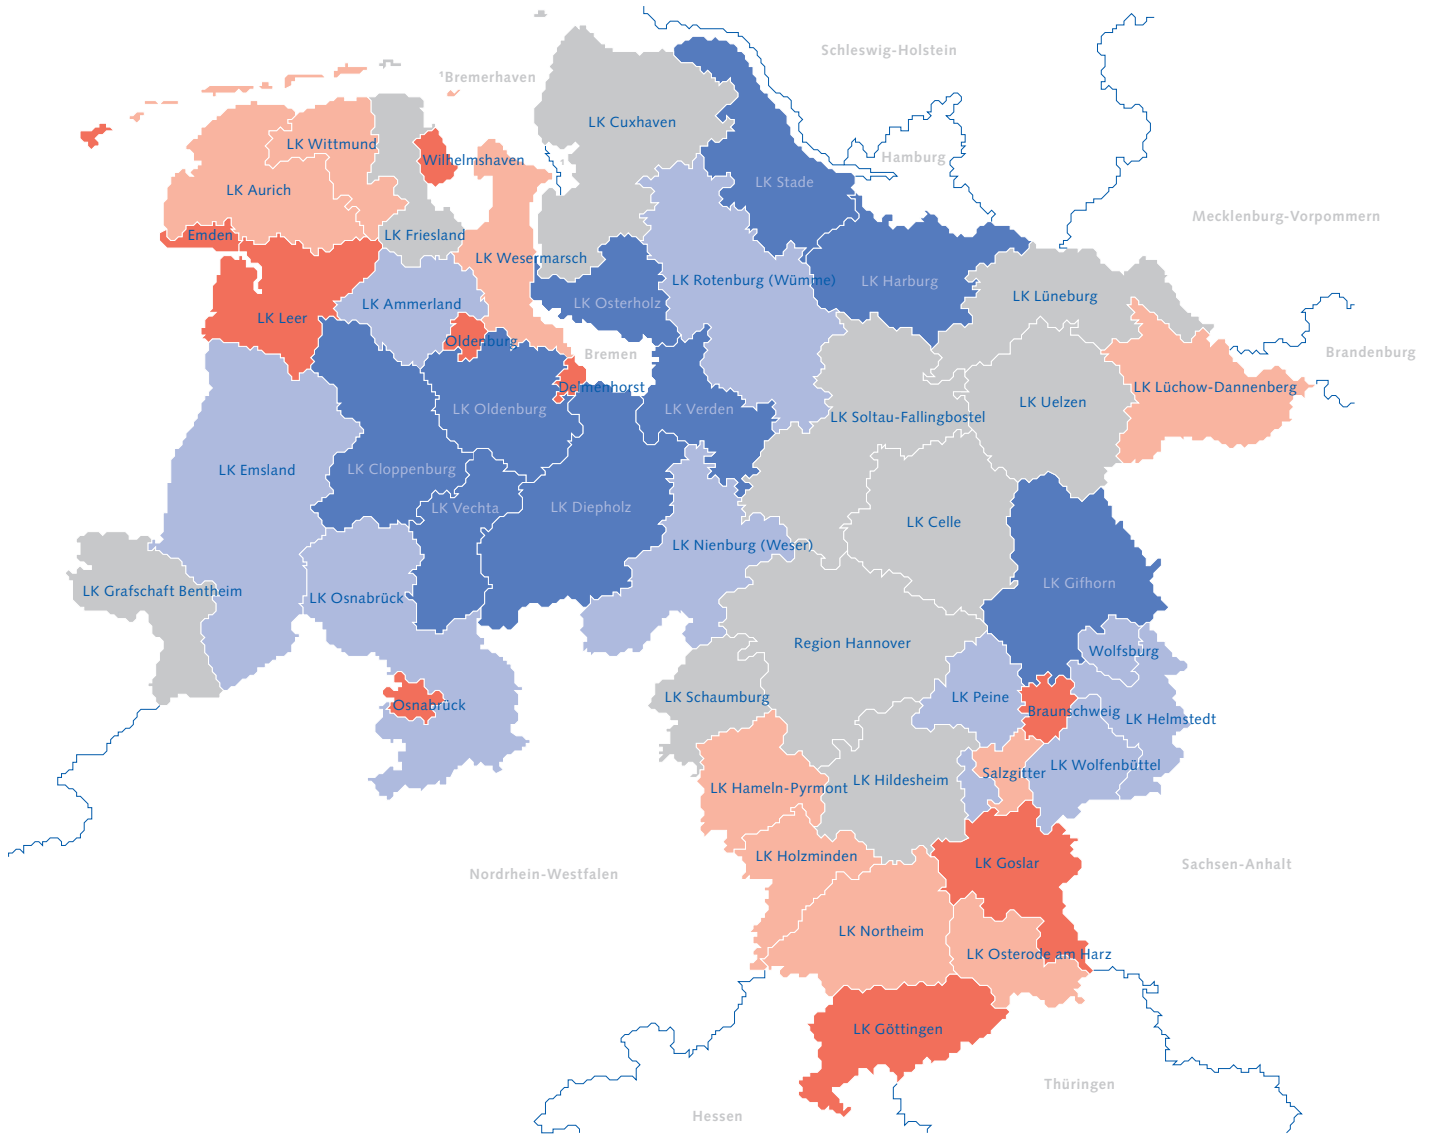 Schleswig-Holstein
¹Bremerhaven
LK Cuxhaven
LK Wittmund
Wilhelmshaven
Hamburg
1
LK Stade
LK Aurich
Mecklenburg-Vorpommern
Emden
LK Friesland
LK Wesermarsch
LK Rotenburg (Wümme)
LK Harburg
LK Lüneburg
LK Ammerland
LK Osterholz
LK Leer
Oldenburg
Bremen
Brandenburg
Delmenhorst
LK Lüchow-Dannenberg
LK Uelzen
LK Oldenburg
LK Verden
LK Soltau-Fallingbostel
LK Emsland
LK Cloppenburg
LK Vechta
LK Diepholz
LK Celle
LK Nienburg (Weser)
LK Gifhorn
LK Grafschaft Bentheim
LK Osnabrück
Region Hannover
Wolfsburg
LK Schaumburg
LK Peine
Osnabrück
Braunschweig
LK Helmstedt
LK Wolfenbüttel
Salzgitter
LK Hildesheim
LK Hameln-Pyrmont
LK Holzminden
LK Goslar
Sachsen-Anhalt
Nordrhein-Westfalen
LK Northeim
LK Osterode am Harz
LK Göttingen
Thüringen
Hessen